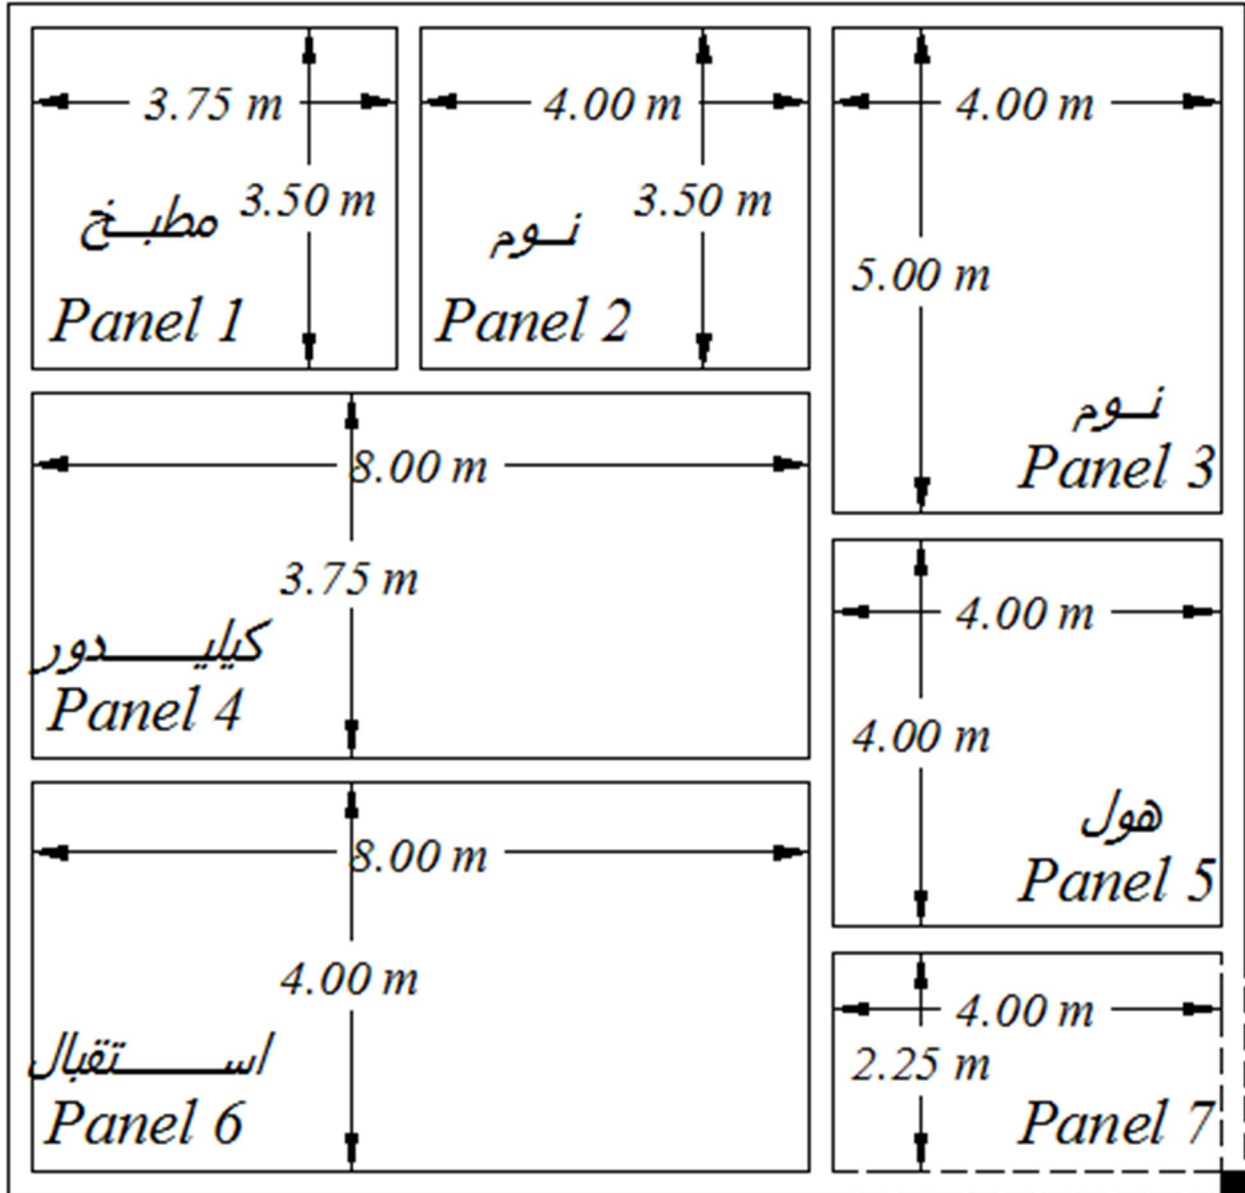 3.75 m
3.50 m
مطبخ
Panel 1
4.00 m
3.50 m
نوم
Panel 2
4.00 m
5.00 m
نوم
Panel 3
8.00 m
3.75 m
كيليدور
Panel 4
4.00 m
4.00 m
هول
Panel 5
8.00 m
4.00 m
استقبال
Panel 6
4.00 m
2.25 m
Panel 7